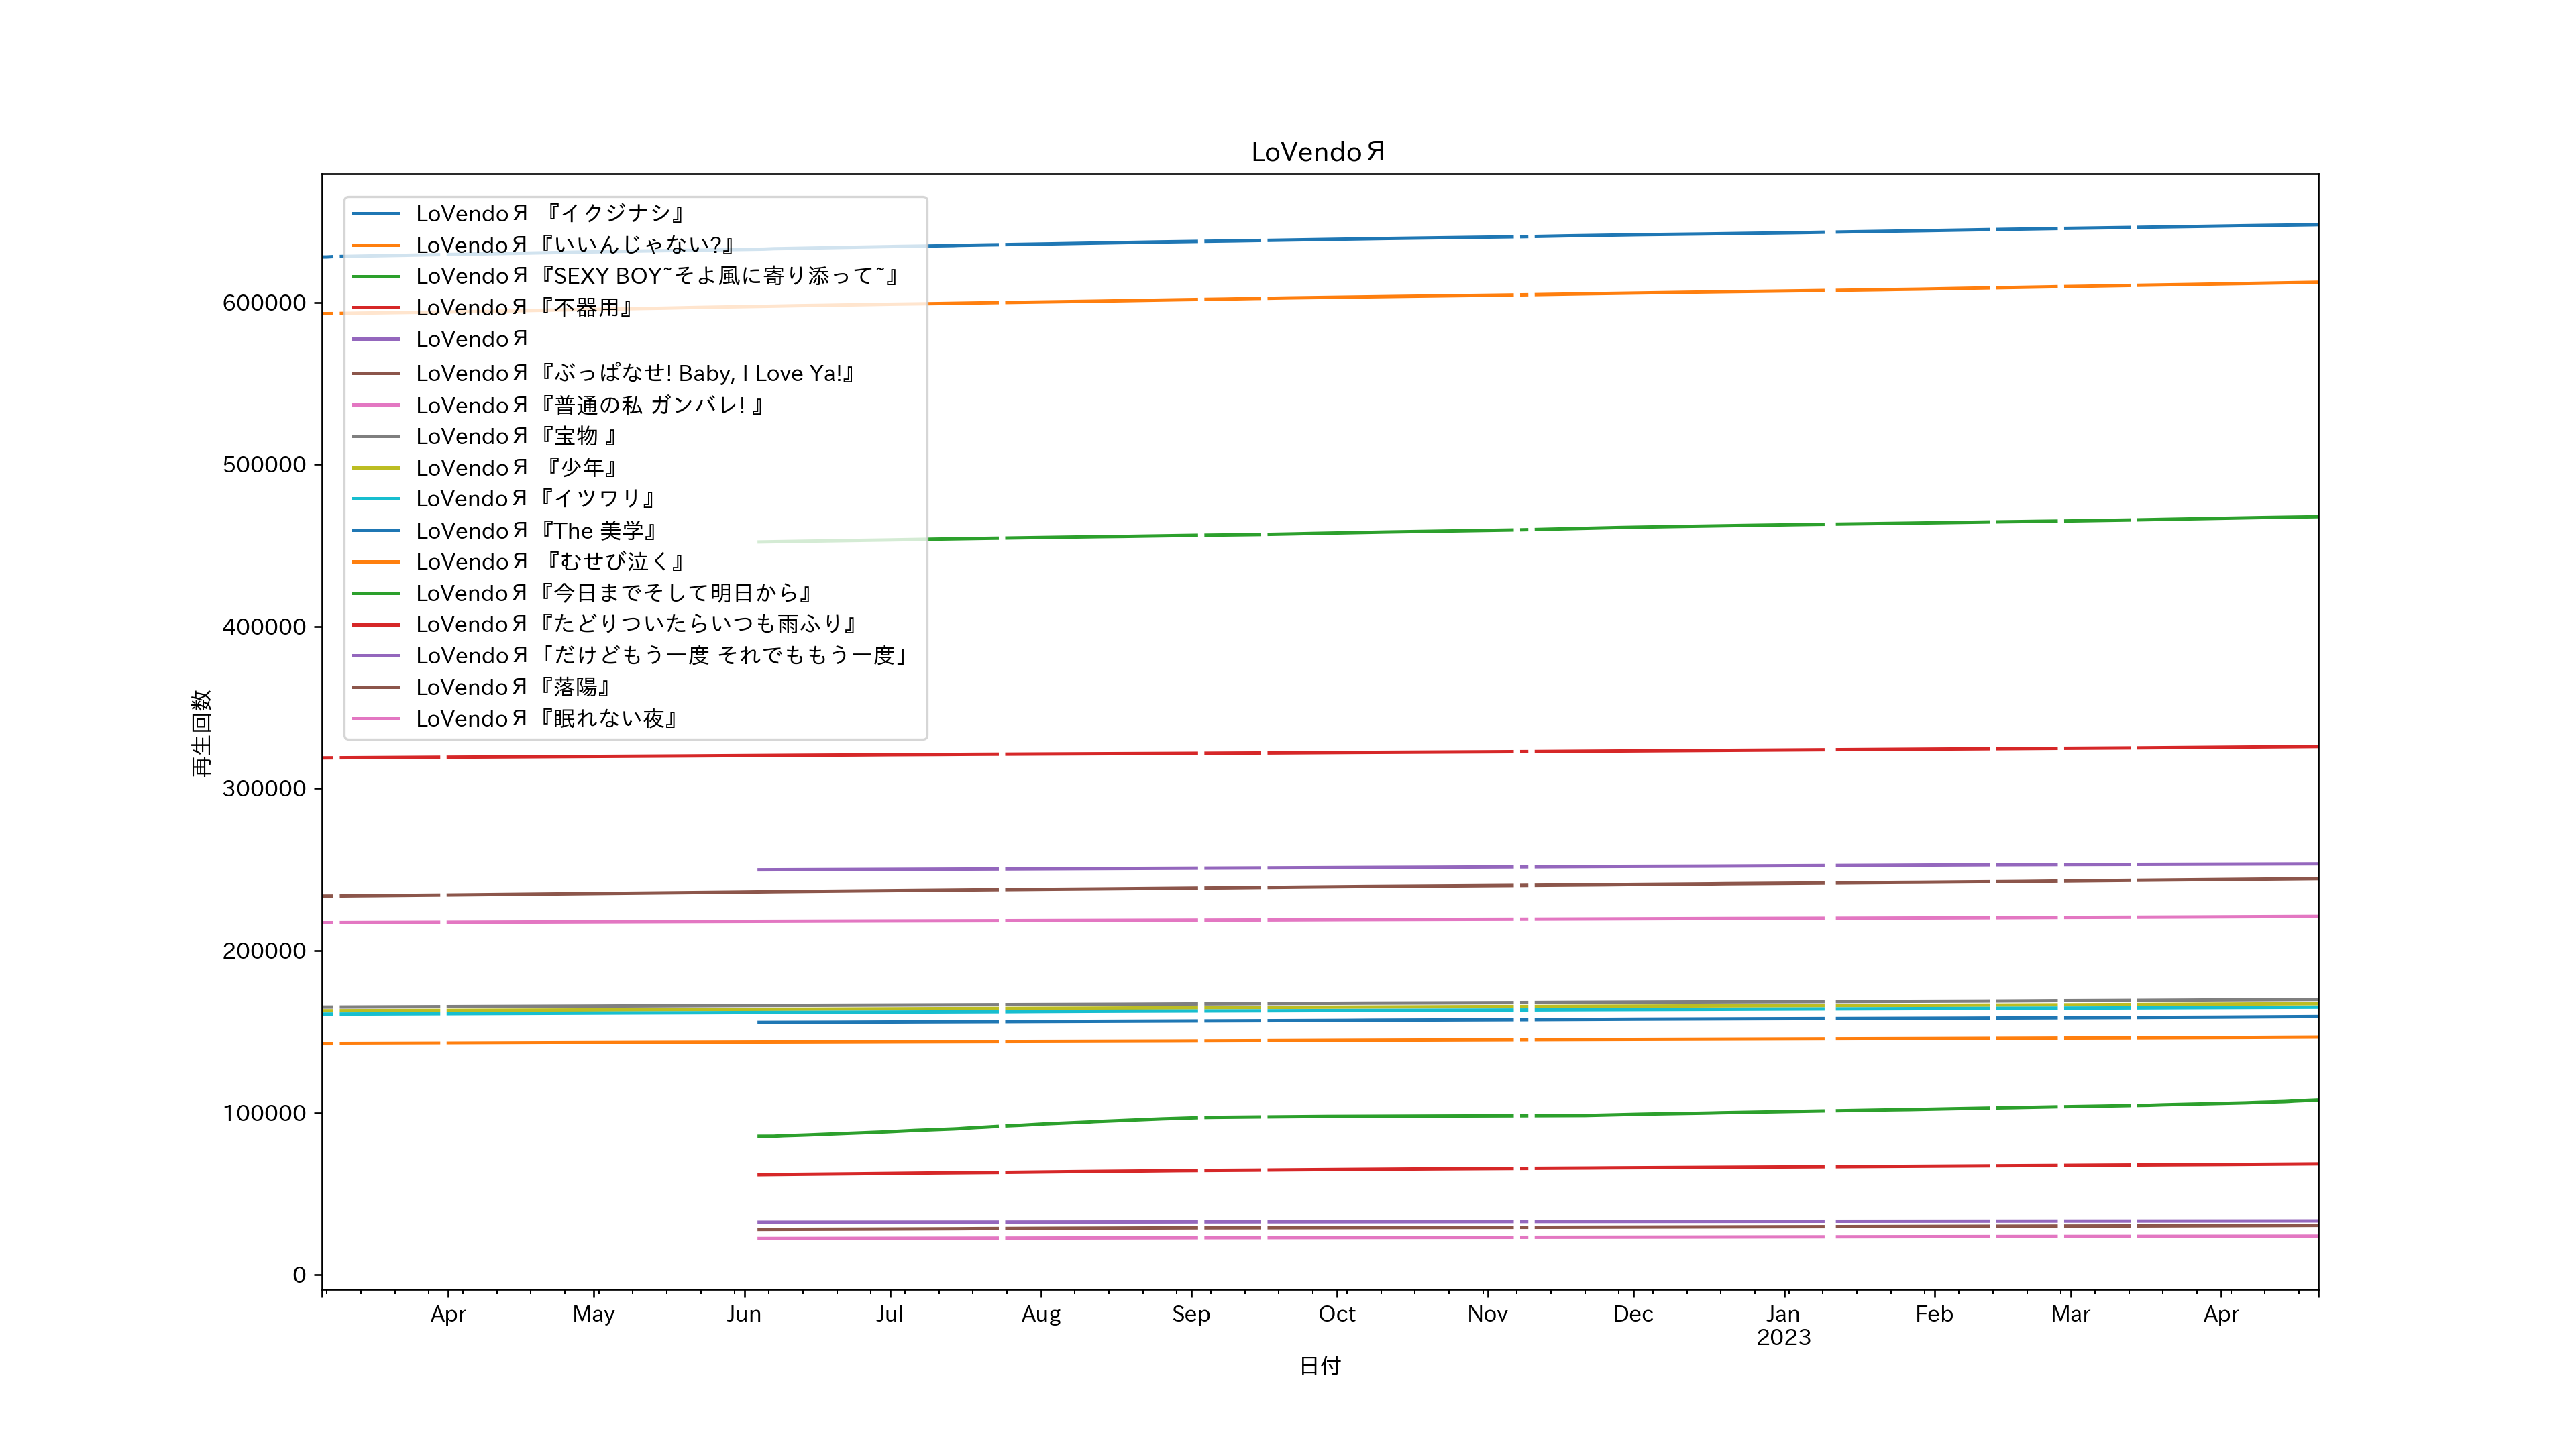 LoVendoЯ
LoVendoЯ 『イクジナシ』
LoVendoЯ『いいんじゃない?』
LoVendoЯ『SEXY BOY~そよ風に寄り添って~』
LoVendoЯ『不器用』
LoVendoЯ
LoVendoЯ『ぶっぱなせ! Baby, I Love Ya!』
LoVendoЯ『普通の私 ガンバレ! 』
LoVendoЯ『宝物 』
LoVendoЯ 『少年』
LoVendoЯ『イツワリ』
LoVendoЯ『The 美学』
LoVendoЯ 『むせび泣く』
LoVendoЯ『今日までそして明日から』
LoVendoЯ『たどりついたらいつも雨ふり』
LoVendoЯ「だけどもう一度 それでももう一度」
LoVendoЯ『落陽』
LoVendoЯ『眠れない夜』
再生回数
600000
500000
400000
300000
200000
100000
0
Apr May Jun Jul Aug Sep Oct Nov Dec Jan Feb Mar Apr
2023
日付